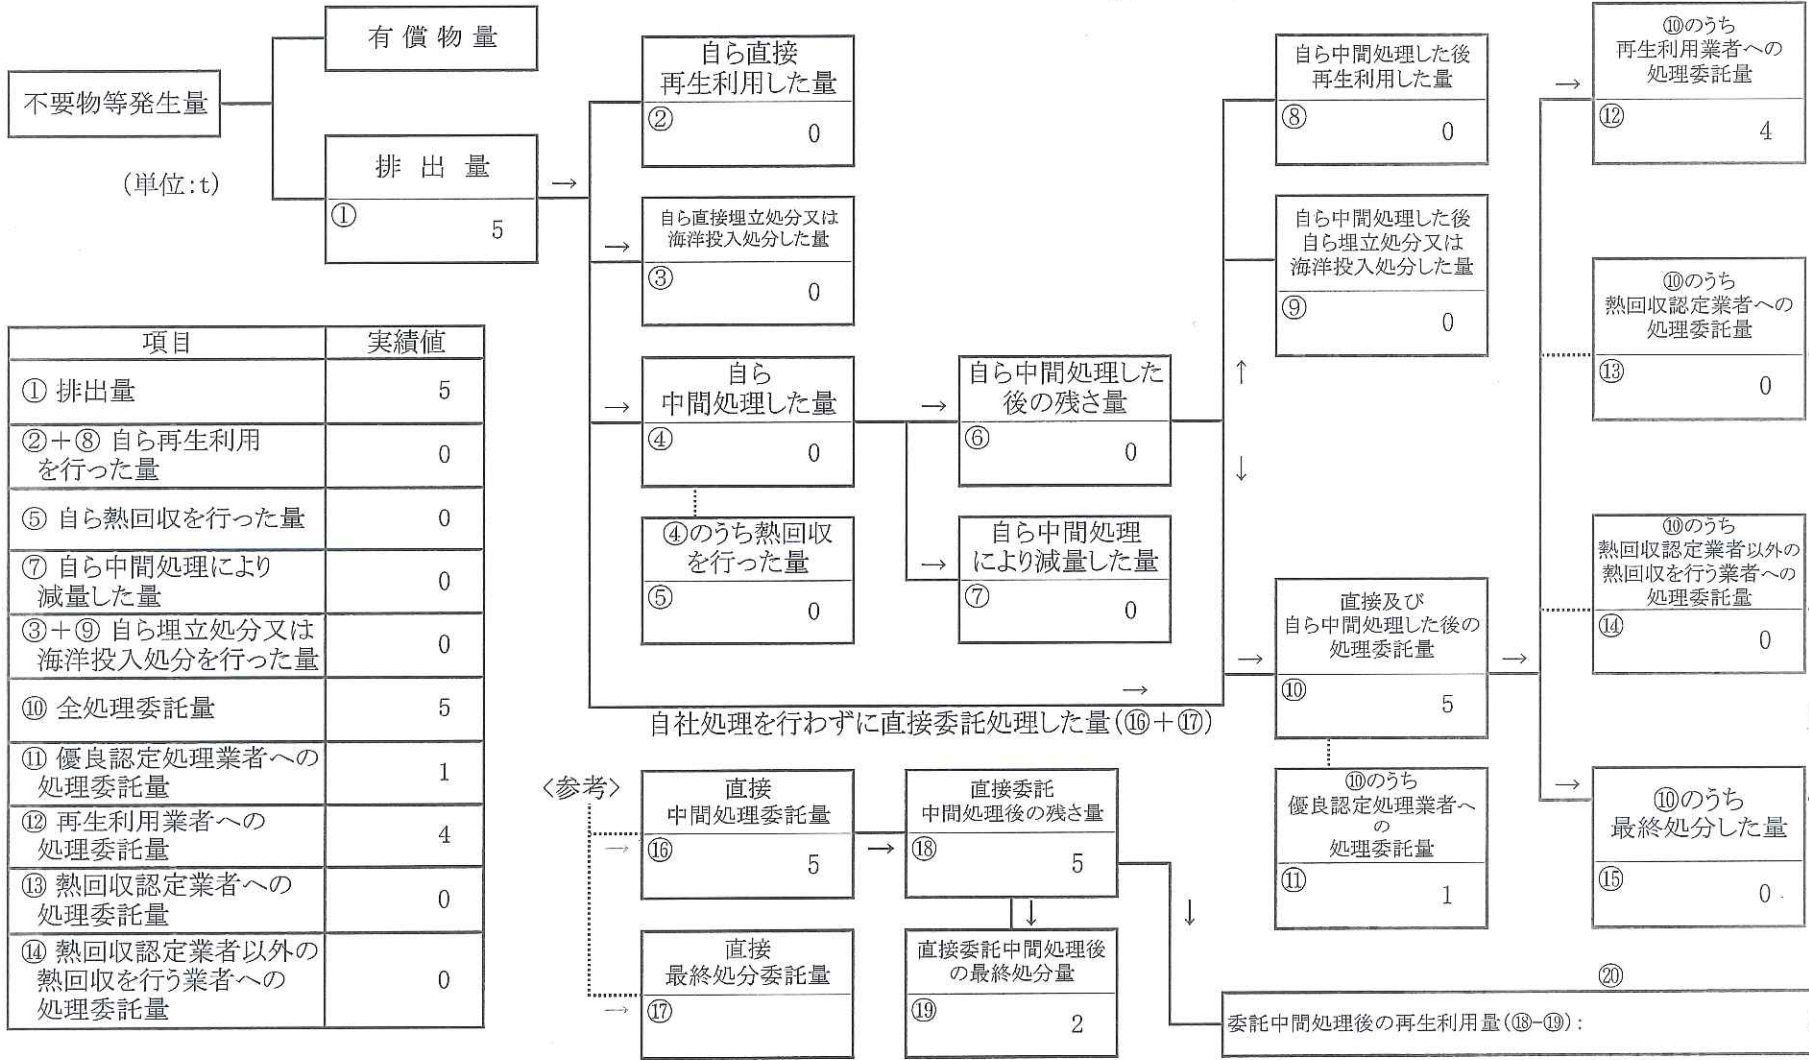 不要物等発生量
(単位:t)
有償物量
排出量
① 5
自ら直接
再生利用した量
② 0
自ら直接埋立処分又は
海洋投入処分した量
③ 0
自ら
中間処理した量
④ 0
④のうち熱回収
を行った量
⑤ 0
自ら中間処理した
後の残さ量
⑥ 0
自ら中間処理
により減量した量
⑦ 0
自ら中間処理した後
再生利用した量
⑧ 0
自ら中間処理した後
自ら埋立処分又は
海洋投入処分した量
⑨ 0
直接及び
自ら中間処理した後の
処理委託量
⑩ 5
⑩のうち
優良認定処理業者へ
の
処理委託量
⑪ 1
⑩のうち
再生利用業者への
処理委託量
⑫ 4
⑩のうち
熱回収認定業者への
処理委託量
⑬ 0
⑩のうち
熱回収認定業者以外の
熱回収を行う業者への
処理委託量
⑭ 0
⑩のうち
最終処分した量
⑮ 0
自社処理を行わずに直接委託処理した量(⑯+⑰)
〈参考〉
直接
中間処理委託量
⑯ 5
直接
最終処分委託量
⑰
直接委託
中間処理後の残さ量
⑱ 5
直接委託中間処理後
の最終処分量
⑲ 2
⑳
委託中間処理後の再生利用量(⑱-⑲):
項目 実績値
① 排出量 5
②+⑧ 自ら再生利用
を行った量 0
⑤ 自ら熱回収を行った量 0
⑦ 自ら中間処理により
減量した量 0
③+⑨ 自ら埋立処分又は
海洋投入処分を行った量 0
⑩ 全処理委託量 5
⑪ 優良認定処理業者への
処理委託量 1
⑫ 再生利用業者への
処理委託量 4
⑬ 熱回収認定業者への
処理委託量 0
⑭ 熱回収認定業者以外の
熱回収を行う業者への
処理委託量 0